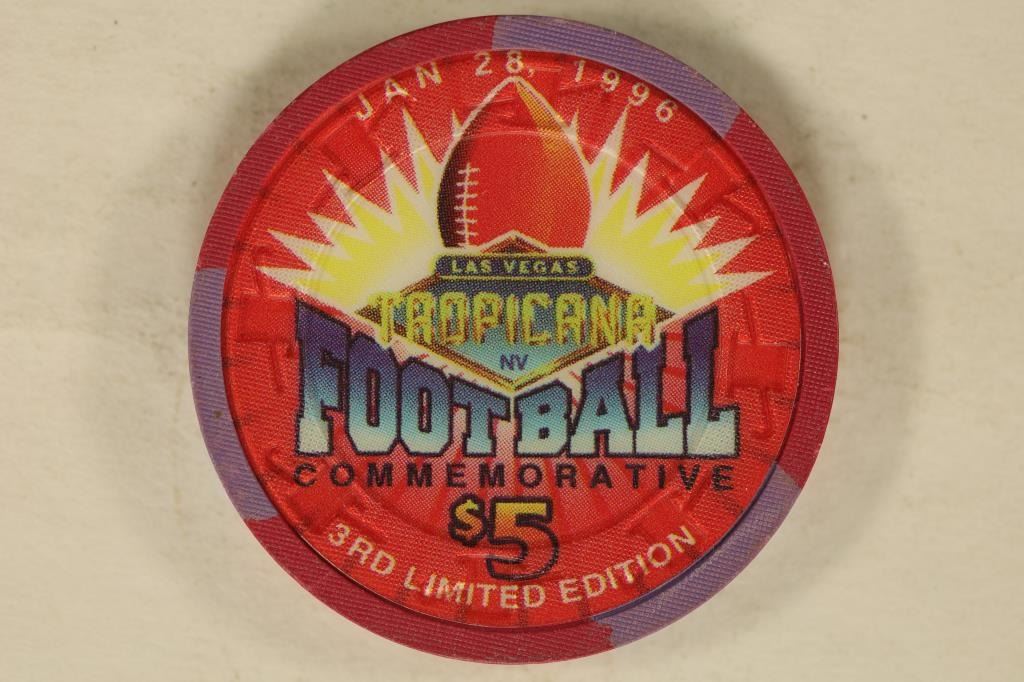 JAN 28, 1996
LAS VEGAS
TROPICANA
NV
FOOTBALL
COMMEMORATIVE
$5
3RD LIMITED EDITION